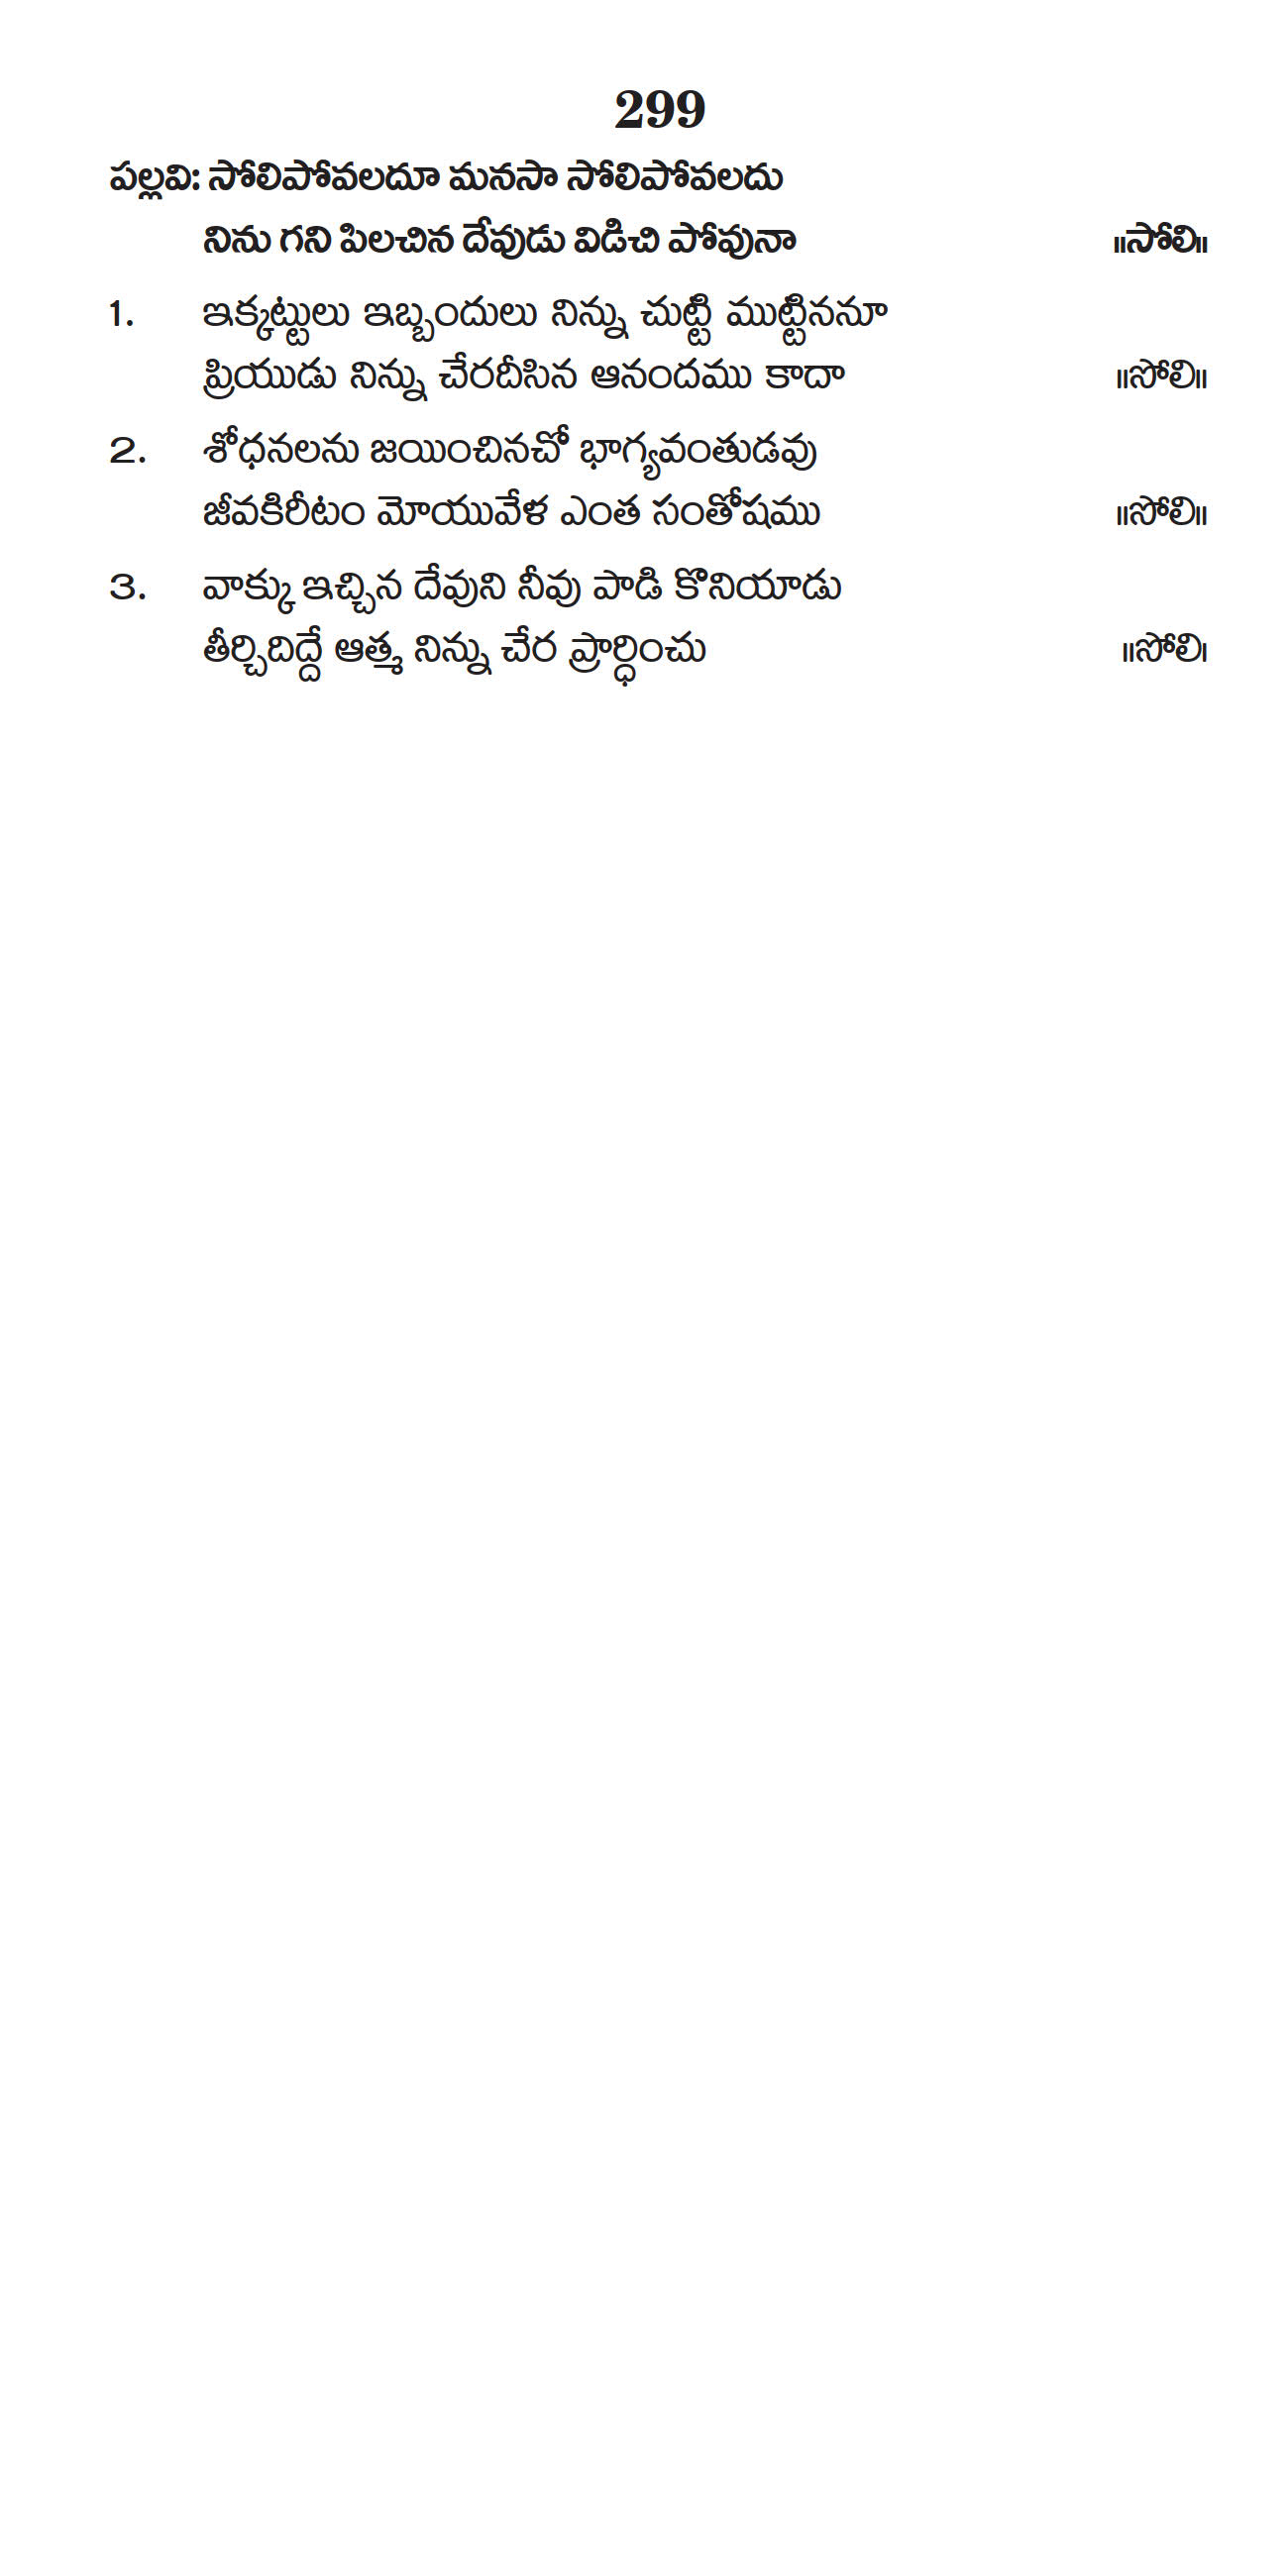 299
పల్లవి: సోలిపోవలదూ మనసా సోలిపోవలదు
నిను గని పిలచిన దేవుడు విడిచి పోవునా ॥సోలి॥
1. ఇక్కట్టులు ఇబ్బందులు నిన్ను చుట్టి ముట్టిననూ
ప్రియుడు నిన్ను చేరదీసిన ఆనందము కాదా ॥సోలి॥
2. శోధనలను జయించినచో భాగ్యవంతుడవు
జీవకిరీటం మోయువేళ ఎంత సంతోషము ॥సోలి॥
3. వాక్కు ఇచ్చిన దేవుని నీవు పాడి కొనియాడు
తీర్చిదిద్దే ఆత్మ నిన్ను చేర ప్రార్ధించు ॥సోలి।